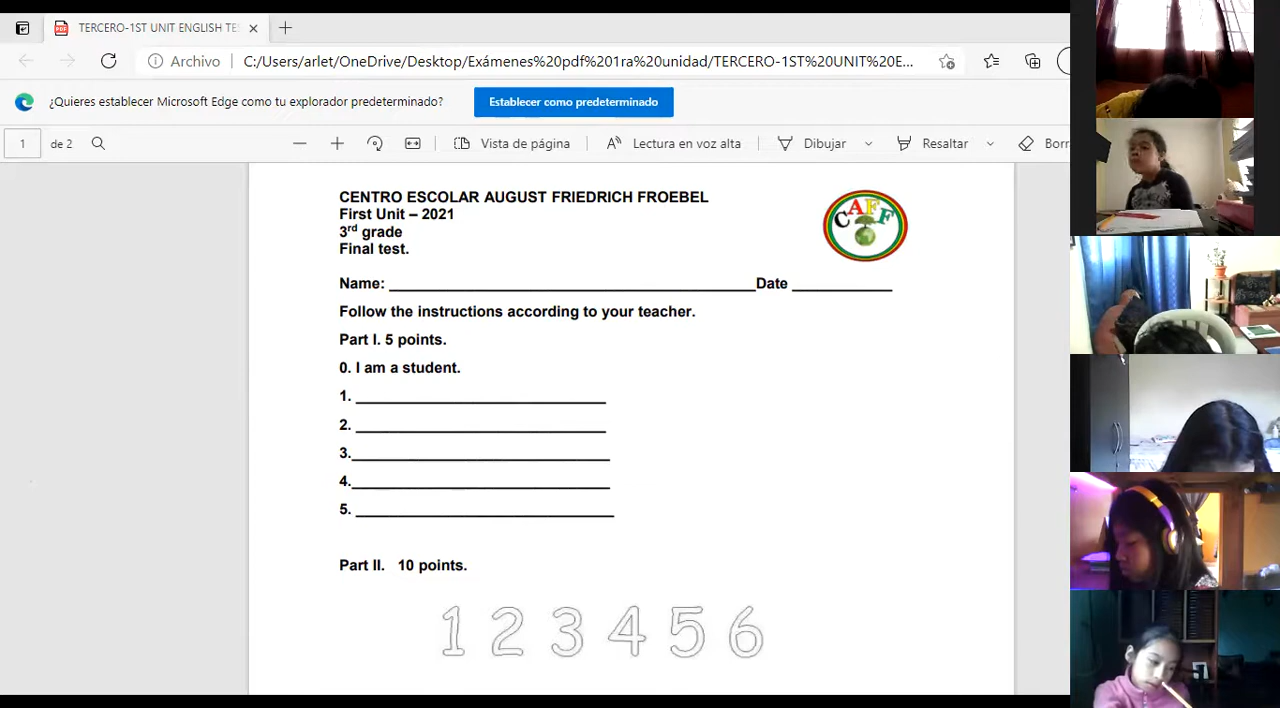 TERCERO-1ST UNIT ENGLISH TE
Archivo C:/Users/arlet/OneDrive/Desktop/Exámenes%20pdf%201ra%20unidad/TERCERO-1ST%20UNIT%20E...
¿Quieres establecer Microsoft Edge como tu explorador predeterminado? Establecer como predeterminado
1 de 2 Vista de página Lectura en voz alta Dibujar Resaltar Borr
CENTRO ESCOLAR AUGUST FRIEDRICH FROEBEL
First Unit – 2021
3rd grade
Final test.
CAFF
Name: Date
Follow the instructions according to your teacher.
Part I. 5 points.
0. I am a student.
1.
2.
3.
4.
5.
Part II. 10 points.
1 2 3 4 5 6